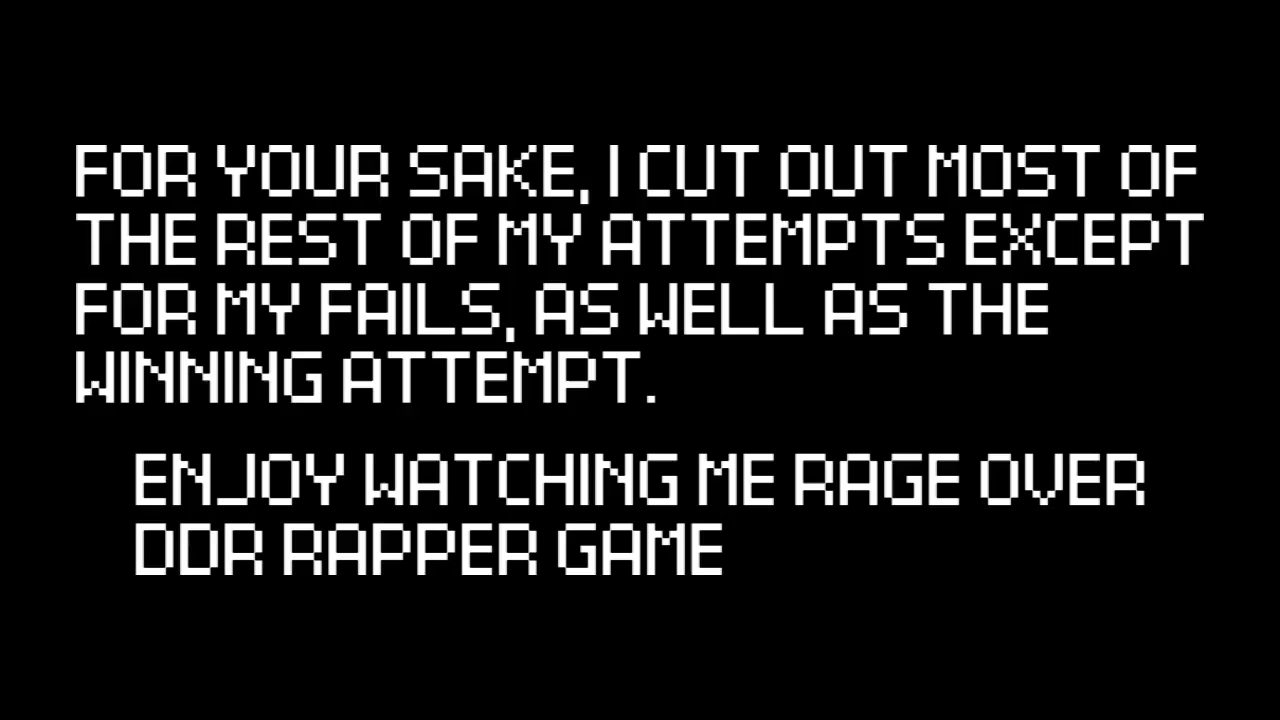 FOR YOUR SAKE, I CUT OUT MOST OF
THE REST OF MY ATTEMPTS EXCEPT
FOR MY FAILS, AS WELL AS THE
WINNING ATTEMPT.
ENJOY WATCHING ME RAGE OVER
DDR RAPPER GAME